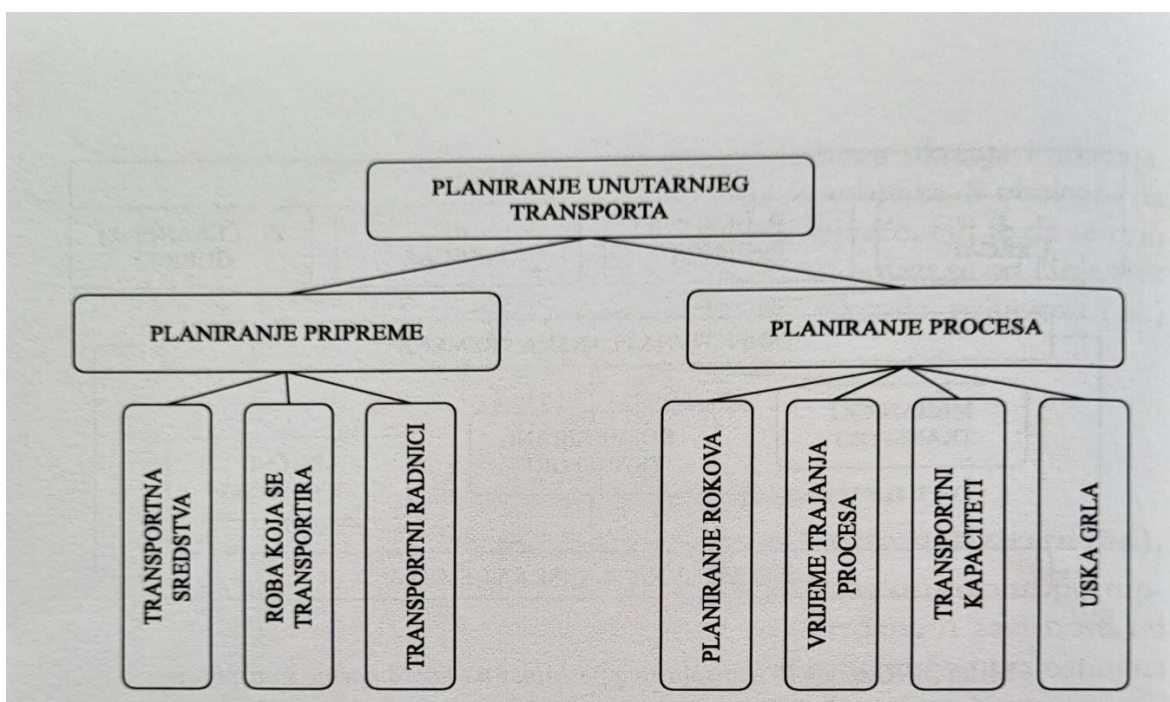 PLANIRANJE UNUTARNJEG
TRANSPORTA
PLANIRANJE PRIPREME
PLANIRANJE PROCESA
TRANSPORTNA
SREDSTVA
ROBA KOJA SE
TRANSPORTIRA
TRANSPORTNI RADNICI
PLANIRANJE ROKOVA
VRIJEME TRAJANJA
PROCESA
TRANSPORTNI
KAPACITETI
USKA GRLA